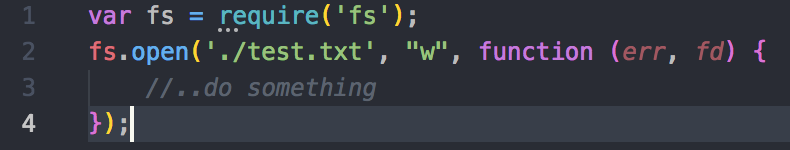 1 var fs = require('fs');
2 fs.open('./test.txt', "w", function (err, fd) {
3     //..do something
4 });